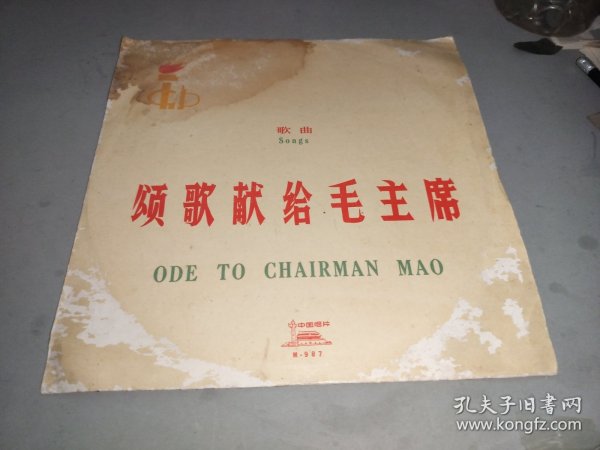 歌曲
Songs
颂歌献给毛主席
ODE TO CHAIRMAN MAO
中国唱片
M-987
孔夫子旧书网
www.kongfz.com